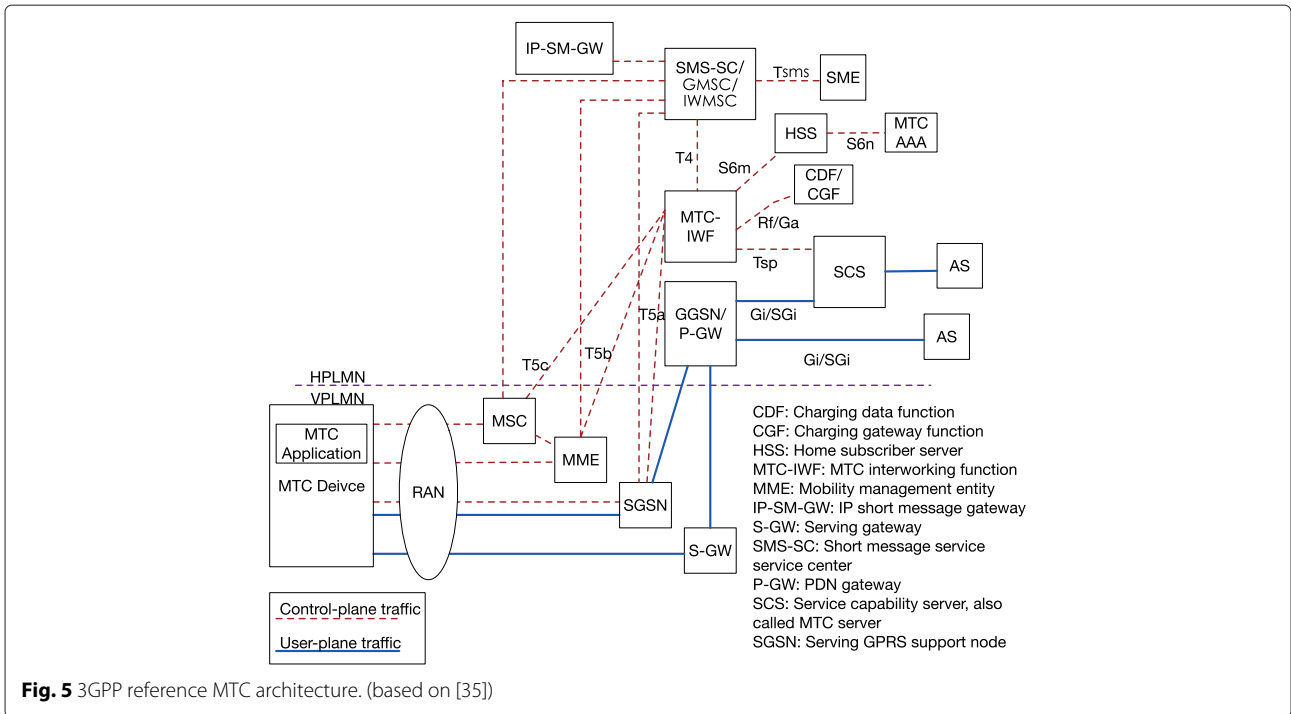 IP-SM-GW
SMS-SC/
GMSC/
IWMSC
Tsms
SME
HSS
S6n
MTC
AAA
T4
S6m
CDF/
CGF
MTC-
IWF
Rf/Ga
Tsp
SCS
AS
T5a
GGSN/
P-GW
Gi/SGi
AS
Gi/SGi
T5b
T5c
HPLMN
VPLMN
MTC
Application
MTC Deivce
RAN
MSC
MME
SGSN
S-GW
CDF: Charging data function
CGF: Charging gateway function
HSS: Home subscriber server
MTC-IWF: MTC interworking function
MME: Mobility management entity
IP-SM-GW: IP short message gateway
S-GW: Serving gateway
SMS-SC: Short message service
service center
P-GW: PDN gateway
SCS: Service capability server, also
called MTC server
SGSN: Serving GPRS support node
Control-plane traffic
User-plane traffic
Fig. 5 3GPP reference MTC architecture. (based on [35])